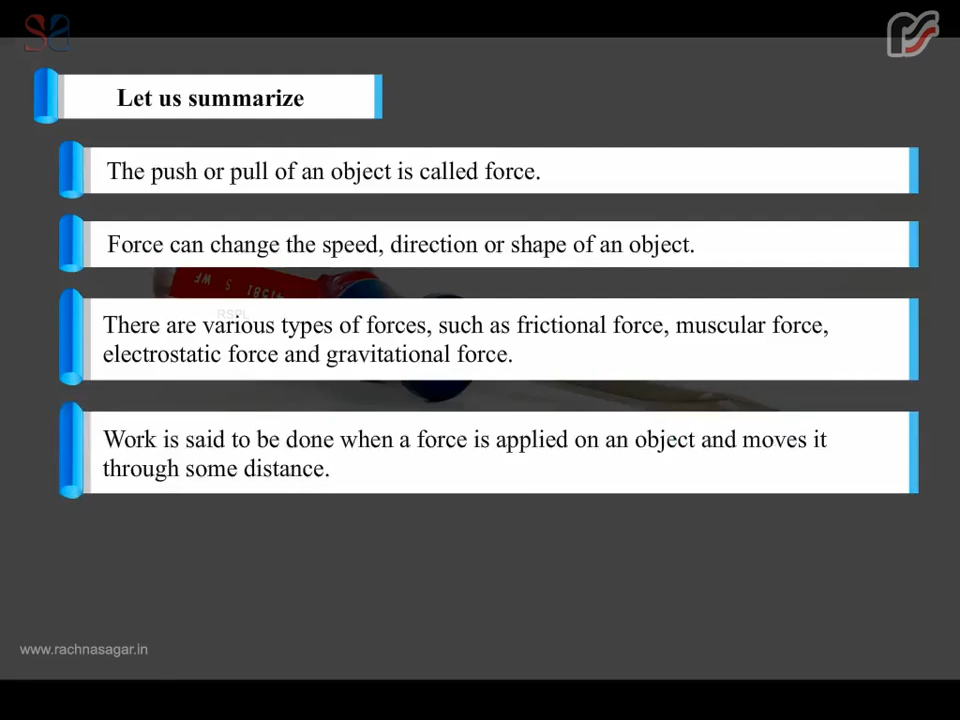 Let us summarize
The push or pull of an object is called force.
Force can change the speed, direction or shape of an object.
41581 S WF
RSPL
There are various types of forces, such as frictional force, muscular force,
electrostatic force and gravitational force.
Work is said to be done when a force is applied on an object and moves it
through some distance.
www.rachnasagar.in